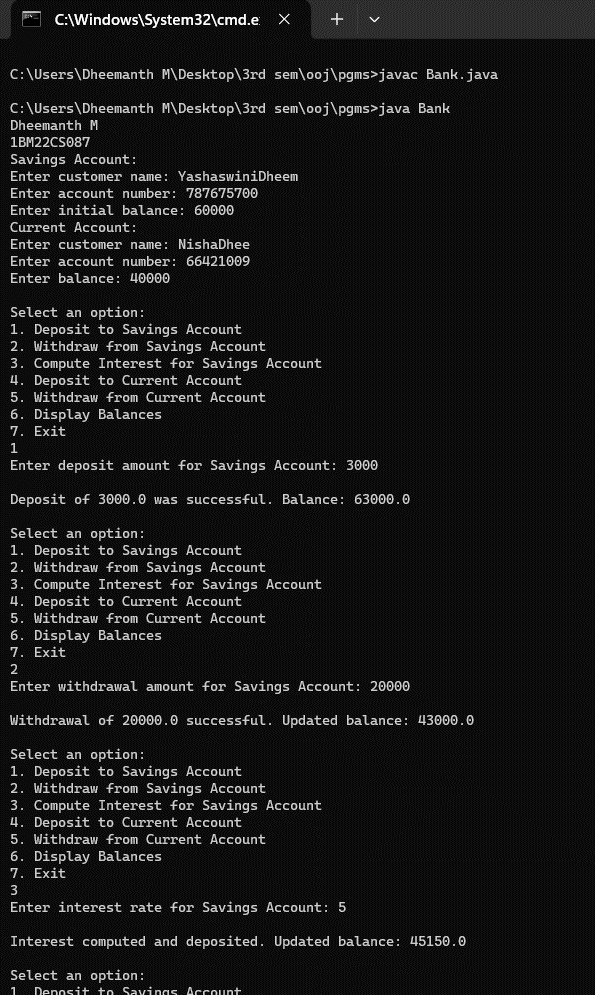 C:\Windows\System32\cmd.e
C:\Users\Dheemanth M\Desktop\3rd sem\ooj\pgms>javac Bank.java
C:\Users\Dheemanth M\Desktop\3rd sem\ooj\pgms>java Bank
Dheemanth M
1BM22CS087
Savings Account:
Enter customer name: YashaswiniDheem
Enter account number: 787675700
Enter initial balance: 60000
Current Account:
Enter customer name: NishaDhee
Enter account number: 66421009
Enter balance: 40000
Select an option:
1. Deposit to Savings Account
2. Withdraw from Savings Account
3. Compute Interest for Savings Account
4. Deposit to Current Account
5. Withdraw from Current Account
6. Display Balances
7. Exit
1
Enter deposit amount for Savings Account: 3000
Deposit of 3000.0 was successful. Balance: 63000.0
Select an option:
1. Deposit to Savings Account
2. Withdraw from Savings Account
3. Compute Interest for Savings Account
4. Deposit to Current Account
5. Withdraw from Current Account
6. Display Balances
7. Exit
2
Enter withdrawal amount for Savings Account: 20000
Withdrawal of 20000.0 successful. Updated balance: 43000.0
Select an option:
1. Deposit to Savings Account
2. Withdraw from Savings Account
3. Compute Interest for Savings Account
4. Deposit to Current Account
5. Withdraw from Current Account
6. Display Balances
7. Exit
3
Enter interest rate for Savings Account: 5
Interest computed and deposited. Updated balance: 45150.0
Select an option:
1. Deposit to Savings Account